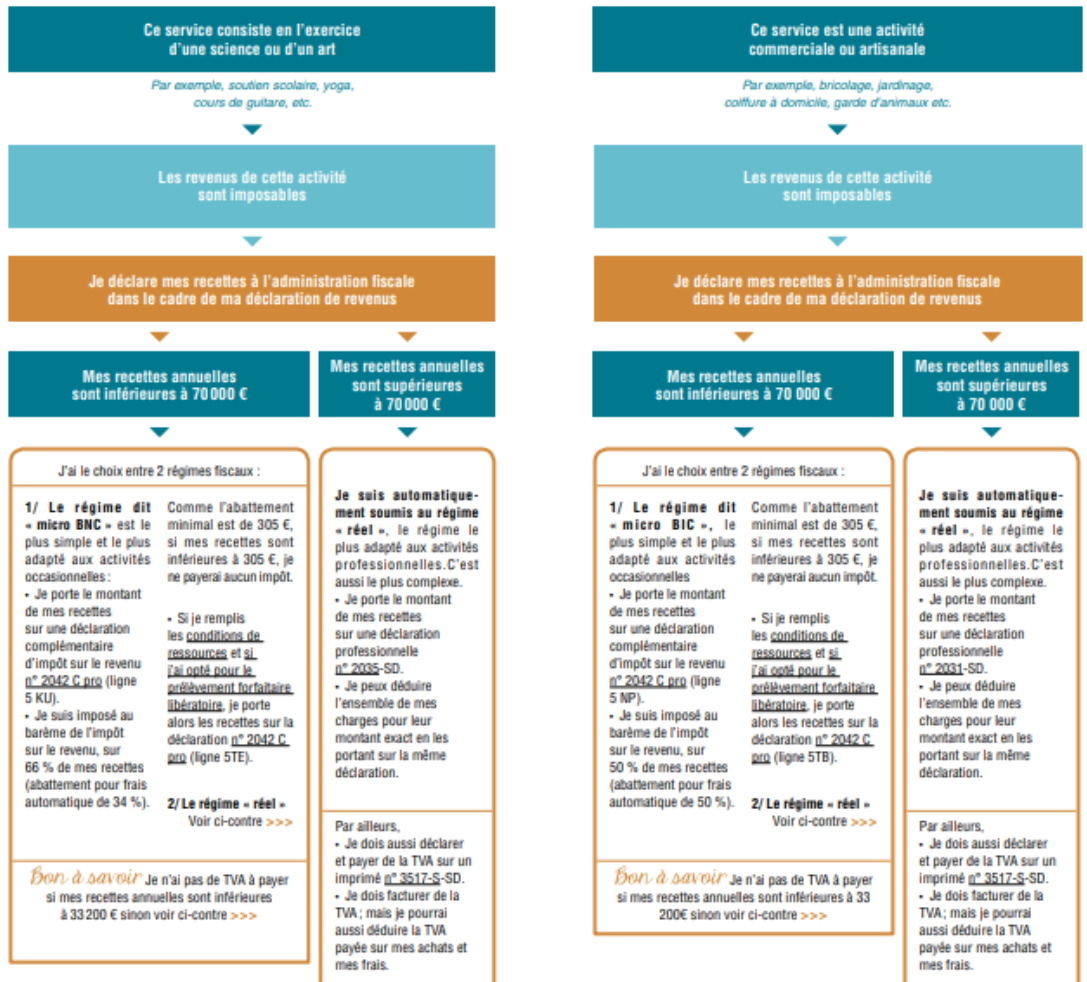 Ce service consiste en l'exercice
d'une science ou d'un art
Par exemple, soutien scolaire, yoga,
cours de guitare, etc.
Les revenus de cette activité
sont imposables
Je déclare mes recettes à l'administration fiscale
dans le cadre de ma déclaration de revenus
Mes recettes annuelles
sont inférieures à 70 000 €
J'ai le choix entre 2 régimes fiscaux :
1/ Le régime dit
« micro BNC » est le
plus simple et le plus
adapté aux activités
occasionnelles :
• Je porte le montant
de mes recettes
sur une déclaration
complémentaire
d'impôt sur le revenu
n° 2042 C pro (ligne
5 KU).
• Je suis imposé au
barème de l'impôt
sur le revenu, sur
66 % de mes recettes
(abattement pour frais
automatique de 34 %).
Comme l'abattement
minimal est de 305 €,
si mes recettes sont
inférieures à 305 €, je
ne payerai aucun impôt.
• Si je remplis
les conditions de
ressources et si
j'ai opté pour le
prélèvement forfaitaire
libératoire, je porte
alors les recettes sur la
déclaration n° 2042 C
pro (ligne 5TE).
2/ Le régime « réel »
Voir ci-contre >>>
Bon à savoir Je n'ai pas de TVA à payer
si mes recettes annuelles sont inférieures
à 33 200 € sinon voir ci-contre >>>
Mes recettes annuelles
sont supérieures
à 70 000 €
Je suis automatique-
ment soumis au régime
« réel », le régime le
plus adapté aux activités
professionnelles.C'est
aussi le plus complexe.
• Je porte le montant
de mes recettes
sur une déclaration
professionnelle
n° 2035-SD.
• Je peux déduire
l'ensemble de mes
charges pour leur
montant exact en les
portant sur la même
déclaration.
Par ailleurs,
• Je dois aussi déclarer
et payer de la TVA sur un
imprimé n° 3517-S-SD.
• Je dois facturer de la
TVA ; mais je pourrai
aussi déduire la TVA
payée sur mes achats et
mes frais.
Ce service est une activité
commerciale ou artisanale
Par exemple, bricolage, jardinage,
coiffure à domicile, garde d'animaux etc.
Les revenus de cette activité
sont imposables
Je déclare mes recettes à l'administration fiscale
dans le cadre de ma déclaration de revenus
Mes recettes annuelles
sont inférieures à 70 000 €
J'ai le choix entre 2 régimes fiscaux :
1/ Le régime dit
« micro BIC », le
plus simple et le plus
adapté aux activités
occasionnelles
• Je porte le montant
de mes recettes
sur une déclaration
complémentaire
d'impôt sur le revenu
n° 2042 C pro (ligne
5 NP).
• Je suis imposé au
barème de l'impôt
sur le revenu, sur
50 % de mes recettes
(abattement pour frais
automatique de 50 %).
Comme l'abattement
minimal est de 305 €,
si mes recettes sont
inférieures à 305 €, je
ne payerai aucun impôt.
• Si je remplis
les conditions de
ressources et si
j'ai opté pour le
prélèvement forfaitaire
libératoire, je porte
alors les recettes sur la
déclaration n° 2042 C
pro (ligne 5TB).
2/ Le régime « réel »
Voir ci-contre >>>
Bon à savoir Je n'ai pas de TVA à payer
si mes recettes annuelles sont inférieures à 33
200€ sinon voir ci-contre >>>
Mes recettes annuelles
sont supérieures
à 70 000 €
Je suis automatique-
ment soumis au régime
« réel », le régime le
plus adapté aux activités
professionnelles.C'est
aussi le plus complexe.
• Je porte le montant
de mes recettes
sur une déclaration
professionnelle
n° 2031-SD.
• Je peux déduire
l'ensemble de mes
charges pour leur
montant exact en les
portant sur la même
déclaration.
Par ailleurs,
• Je dois aussi déclarer
et payer de la TVA sur un
imprimé n° 3517-S-SD.
• Je dois facturer de la
TVA ; mais je pourrai
aussi déduire la TVA
payée sur mes achats et
mes frais.